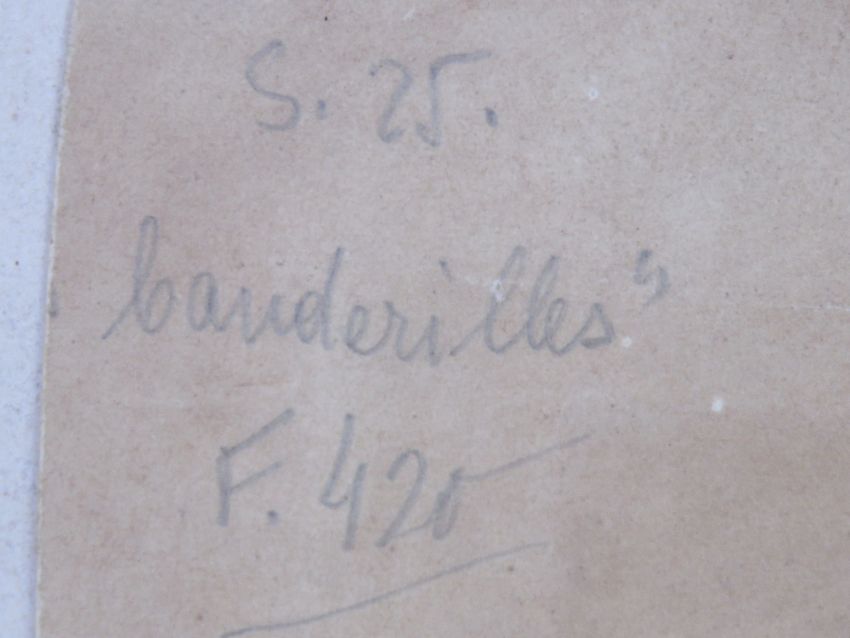 S. 25.
banderilles"
F. 420